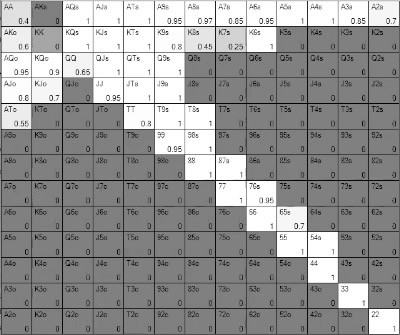 AA AKs AQs AJs ATs A9s A8s A7s A6s A5s A4s A3s A2s
0.4 0 1 1 1 0.95 0.97 0.85 0.95 1 1 0.85 0.7
AKo KK KQs KJs KTs K9s K8s K7s K6s K5s K4s K3s K2s
0.6 0 1 1 1 0.8 0.45 0.25 1 0 0 0 0
AQo KQo QQ QJs QTs Q9s Q8s Q7s Q6s Q5s Q4s Q3s Q2s
0.95 0.9 0.65 1 1 1 0 0 0 0 0 0 0
AJo KJo QJo JJ JTs J9s J8s J7s J6s J5s J4s J3s J2s
0.8 0.7 0 0.95 1 1 0 0 0 0 0 0 0
ATo KTo QTo JTo TT T9s T8s T7s T6s T5s T4s T3s T2s
0.55 0 0 0 0.8 1 1 0 0 0 0 0 0
A9o K9o Q9o J9o T9o 99 98s 97s 96s 95s 94s 93s 92s
0 0 0 0 0 0.95 1 0 0 0 0 0 0
A8o K8o Q8o J8o T8o 98o 88 87s 86s 85s 84s 83s 82s
0 0 0 0 0 0 1 1 0 0 0 0 0
A7o K7o Q7o J7o T7o 97o 87o 77 76s 75s 74s 73s 72s
0 0 0 0 0 0 0 1 0.95 0 0 0 0
A6o K6o Q6o J6o T6o 96o 86o 76o 66 65s 64s 63s 62s
0 0 0 0 0 0 0 0 1 0.7 0 0 0
A5o K5o Q5o J5o T5o 95o 85o 75o 65o 55 54s 53s 52s
0 0 0 0 0 0 0 0 0 1 1 0 0
A4o K4o Q4o J4o T4o 94o 84o 74o 64o 54o 44 43s 42s
0 0 0 0 0 0 0 0 0 0 1 0 0
A3o K3o Q3o J3o T3o 93o 83o 73o 63o 53o 43o 33 32s
0 0 0 0 0 0 0 0 0 0 0 1 0
A2o K2o Q2o J2o T2o 92o 82o 72o 62o 52o 42o 32o 22
0 0 0 0 0 0 0 0 0 0 0 0 1